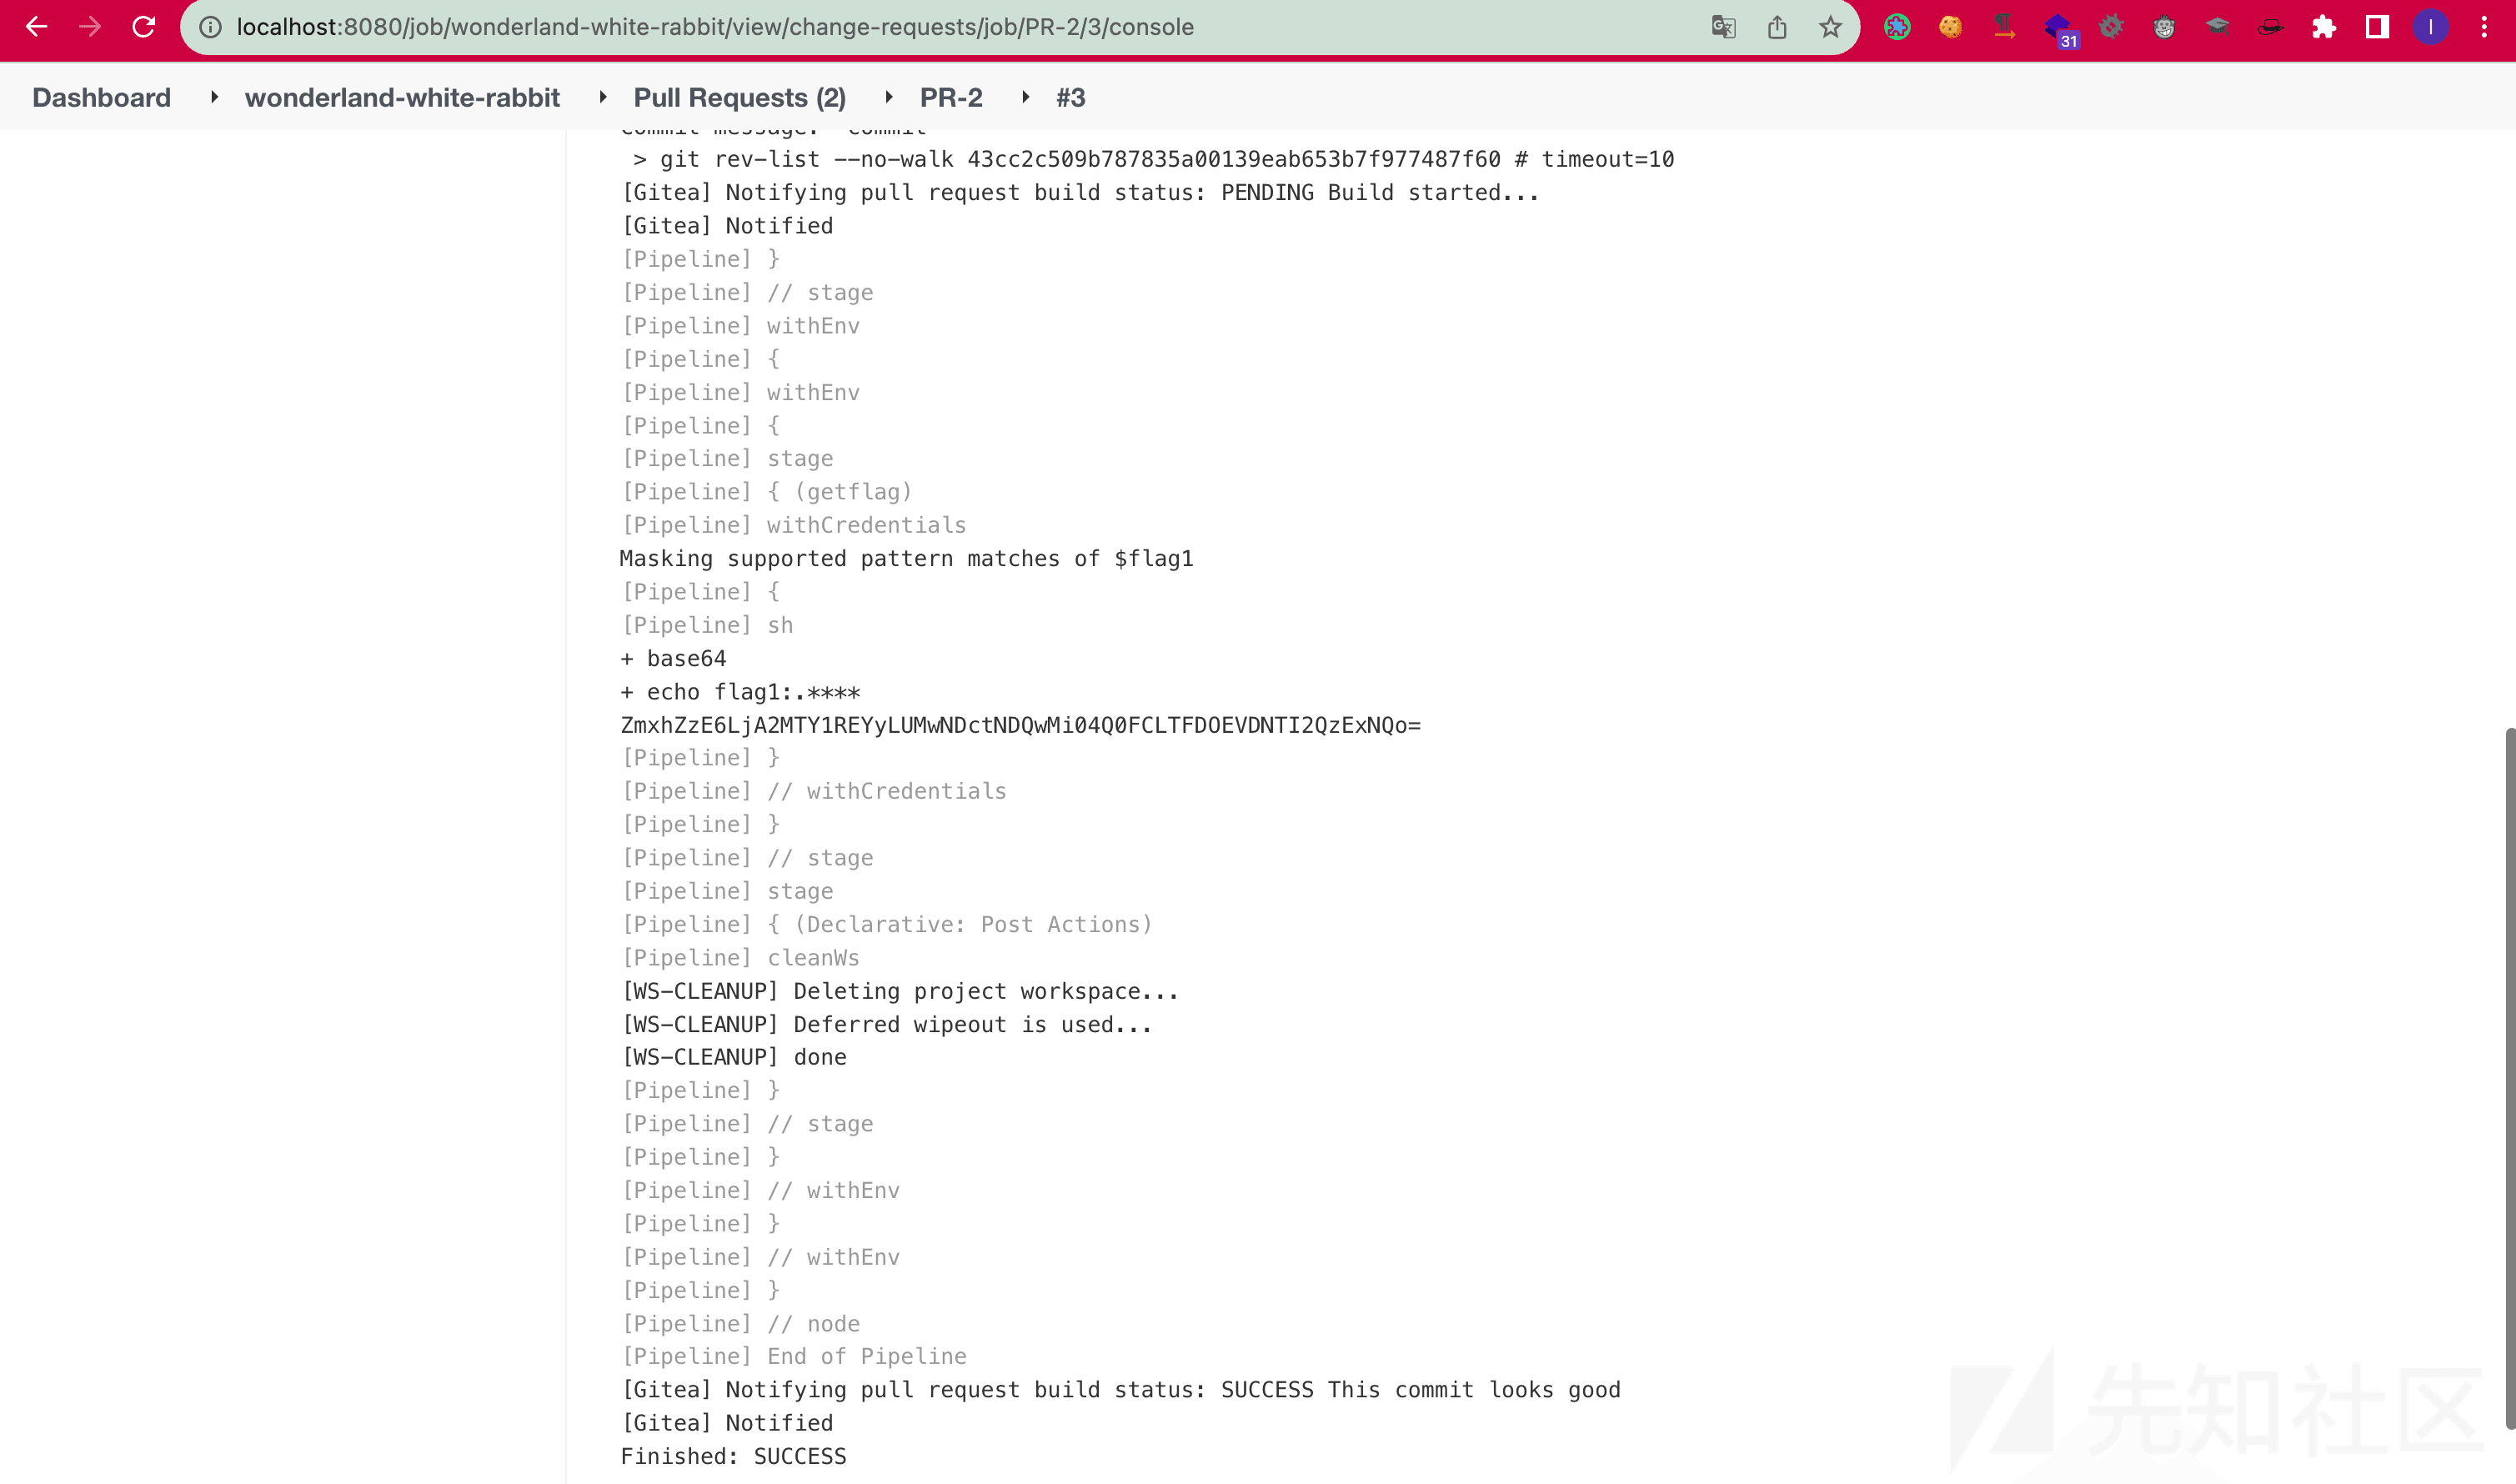 localhost:8080/job/wonderland-white-rabbit/view/change-requests/job/PR-2/3/console
31
I
Dashboard wonderland-white-rabbit Pull Requests (2) PR-2 #3
> git rev-list --no-walk 43cc2c509b787835a00139eab653b7f977487f60 # timeout=10
[Gitea] Notifying pull request build status: PENDING Build started...
[Gitea] Notified
[Pipeline] }
[Pipeline] // stage
[Pipeline] withEnv
[Pipeline] {
[Pipeline] withEnv
[Pipeline] {
[Pipeline] stage
[Pipeline] { (getflag)
[Pipeline] withCredentials
Masking supported pattern matches of $flag1
[Pipeline] {
[Pipeline] sh
+ base64
+ echo flag1:.****
ZmxhZzE6LjA2MTY1REYyLUMwNDctNDQwMi04Q0FCLTFDOEVDNTI2QzExNQo=
[Pipeline] }
[Pipeline] // withCredentials
[Pipeline] }
[Pipeline] // stage
[Pipeline] stage
[Pipeline] { (Declarative: Post Actions)
[Pipeline] cleanWs
[WS-CLEANUP] Deleting project workspace...
[WS-CLEANUP] Deferred wipeout is used...
[WS-CLEANUP] done
[Pipeline] }
[Pipeline] // stage
[Pipeline] }
[Pipeline] // withEnv
[Pipeline] }
[Pipeline] // withEnv
[Pipeline] }
[Pipeline] // node
[Pipeline] End of Pipeline
[Gitea] Notifying pull request build status: SUCCESS This commit looks good
[Gitea] Notified
Finished: SUCCESS
先知社区